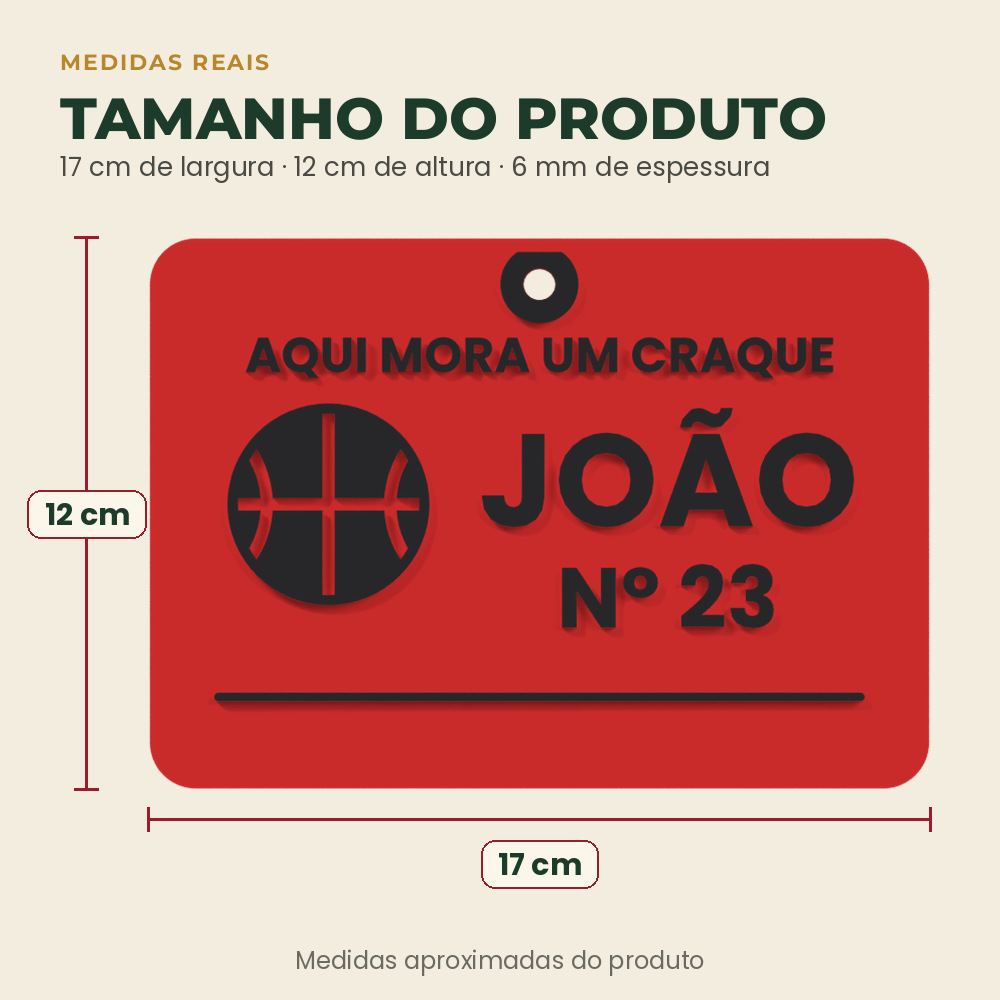 MEDIDAS REAIS
TAMANHO DO PRODUTO
17 cm de largura · 12 cm de altura · 6 mm de espessura
AQUI MORA UM CRAQUE
JOÃO
Nº 23
12 cm
17 cm
Medidas aproximadas do produto